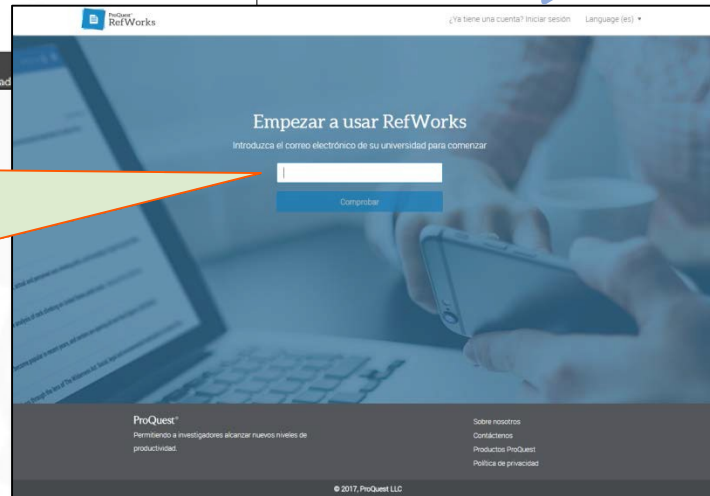 ProQuest®
RefWorks
¿Ya tiene una cuenta? Iniciar sesión
Language (es)
ad
Empezar a usar RefWorks
Introduzca el correo electrónico de su universidad para comenzar
Comprobar
ProQuest®
Permitiendo a investigadores alcanzar nuevos niveles de
productividad.
Sobre nosotros
Contáctenos
Productos ProQuest
Política de privacidad
© 2017, ProQuest LLC